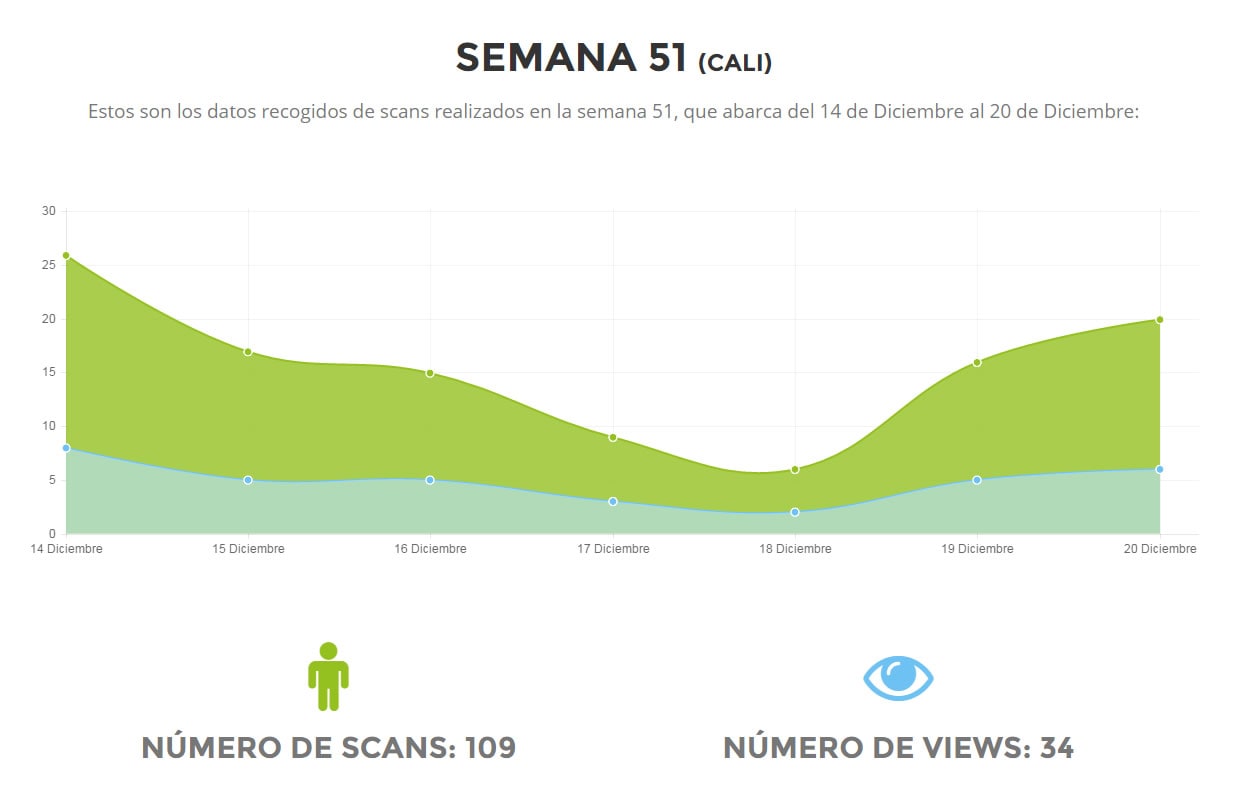 SEMANA 51 (CALI)
Estos son los datos recogidos de scans realizados en la semana 51, que abarca del 14 de Diciembre al 20 de Diciembre:
30
25
20
15
10
5
0
14 Diciembre 15 Diciembre 16 Diciembre 17 Diciembre 18 Diciembre 19 Diciembre 20 Diciembre
NÚMERO DE SCANS: 109 NÚMERO DE VIEWS: 34